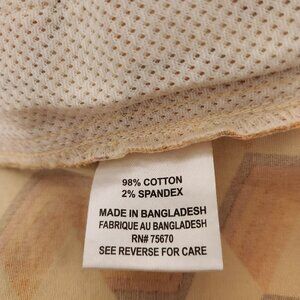 98% COTTON
2% SPANDEX
MADE IN BANGLADESH
FABRIQUE AU BANGLADESH
RN# 75670
SEE REVERSE FOR CARE